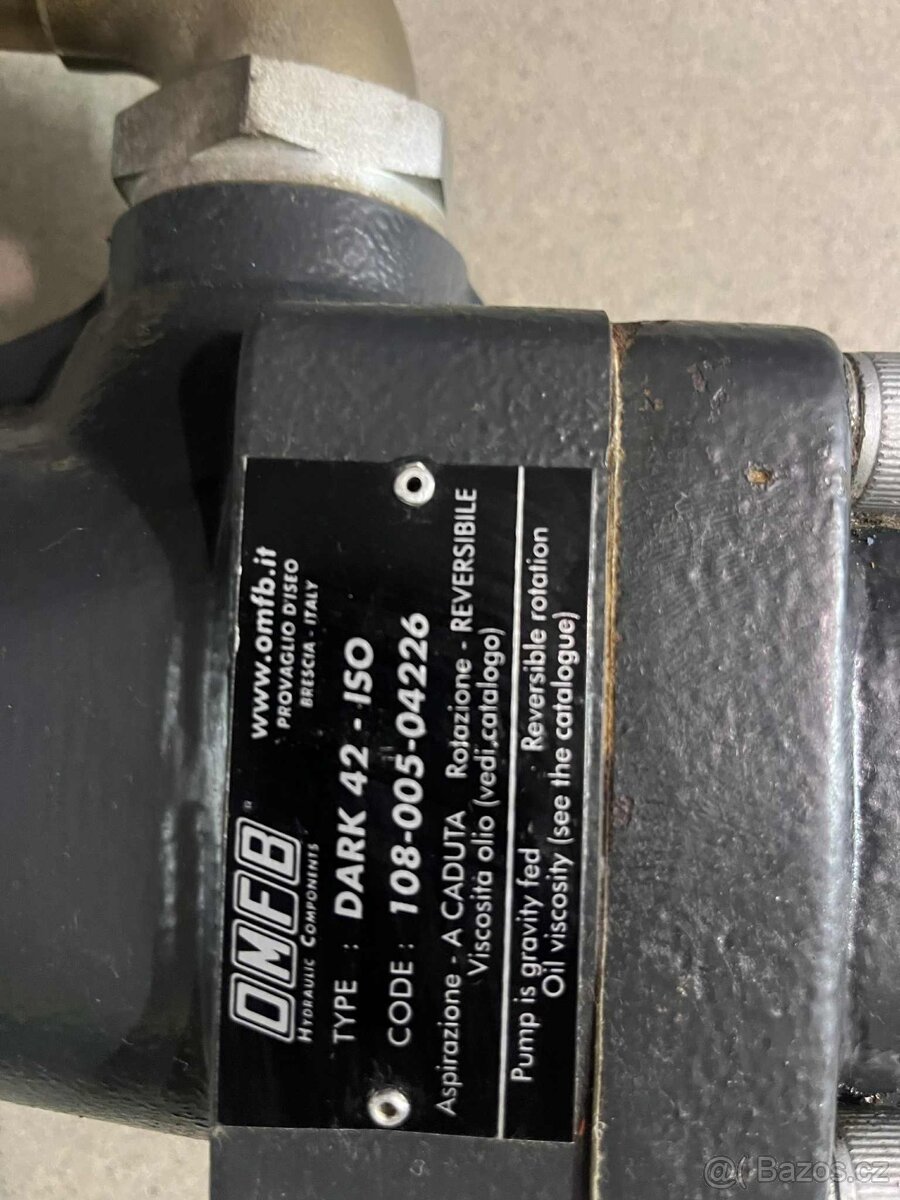 OMFB
HYDRAULIC COMPONENTS
www.omfb.it
PROVAGLIO D'ISEO
BRESCIA - ITALY
TYPE : DARK 42 - ISO
CODE : 108-005-04226
Aspirazione - A CADUTA Rotazione - REVERSIBILE
Viscosità olio (vedi catalogo)
Pump is gravity fed - Reversible rotation
Oil viscosity (see the catalogue)
@( Bazos.cz